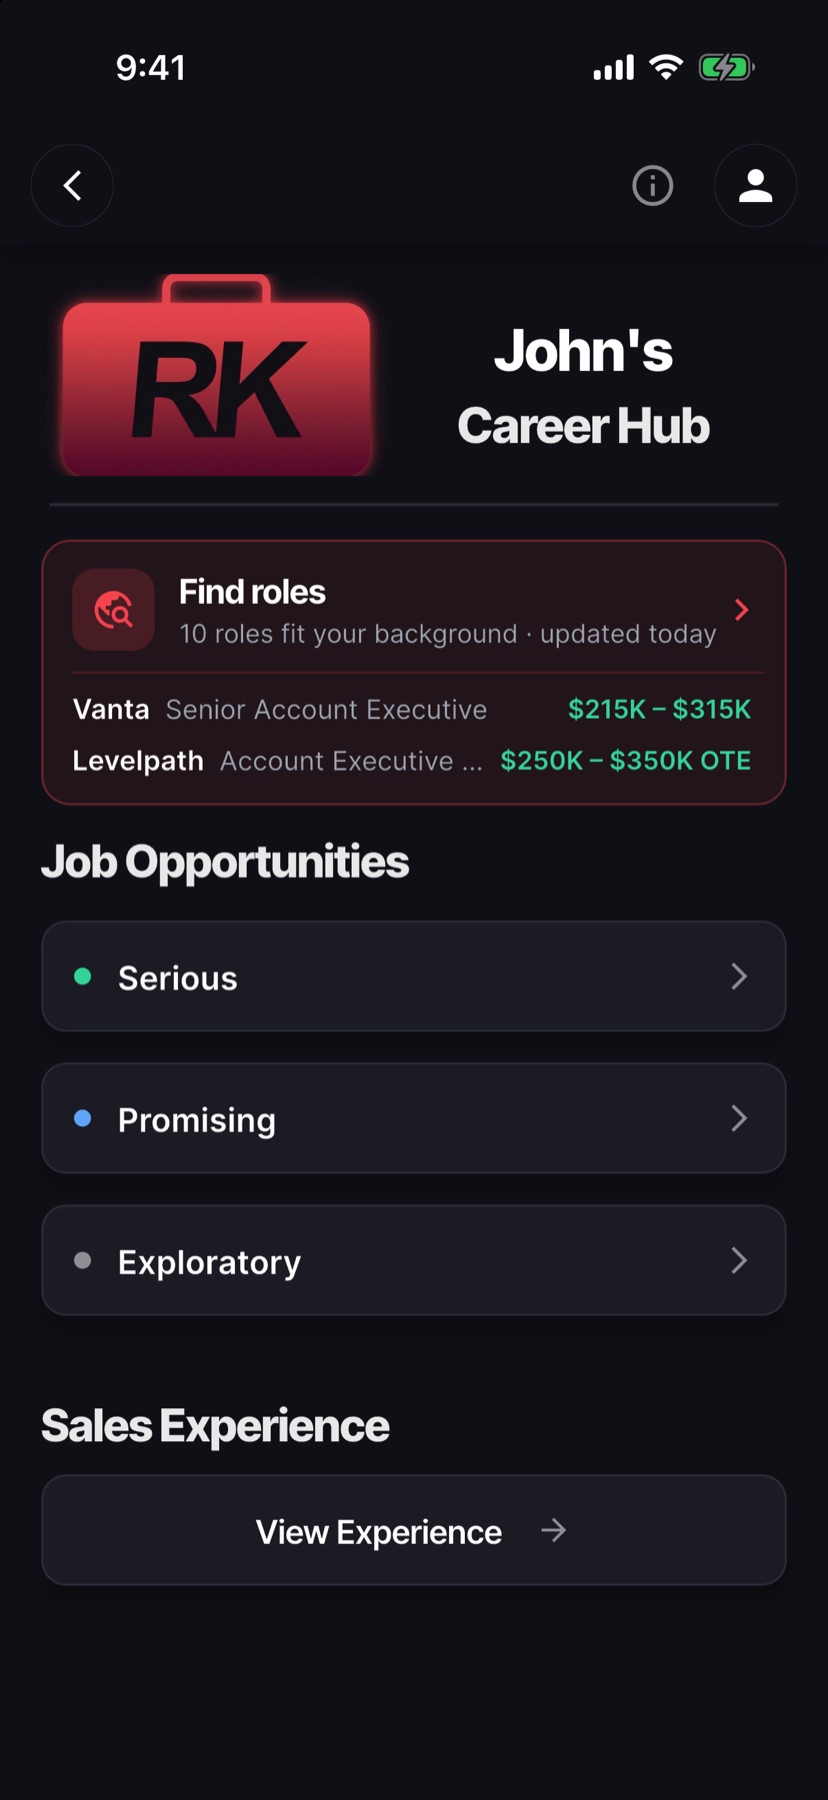 9:41
RK
John's
Career Hub
Find roles
10 roles fit your background · updated today
Vanta Senior Account Executive $215K – $315K
Levelpath Account Executive ... $250K – $350K OTE
Job Opportunities
Serious
Promising
Exploratory
Sales Experience
View Experience